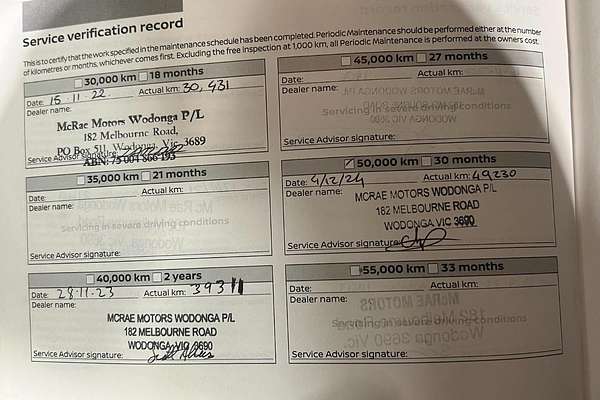 Service verification record
This is to certify that the work specified in the maintenance schedule has been completed. Periodic Maintenance should be performed either at the number
of kilometres or months, whichever comes first. Excluding the free inspection at 1,000 km, all Periodic Maintenance is performed at the owners cost.
30,000 km 18 months
Date: 15.11.22 Actual km: 30,431
Dealer name:
McRae Motors Wodonga P/L
182 Melbourne Road,
PO Box 511, Wodonga, Vic, 3689
Service Advisor signature:
ABN: 75 004 866 193
35,000 km 21 months
Date: Actual km:
Dealer name:
Servicing in severe driving conditions
Service Advisor signature:
40,000 km 2 years
Date: 28.11.23 Actual km: 39311
Dealer name:
MCRAE MOTORS WODONGA P/L
182 MELBOURNE ROAD
WODONGA VIC 3690
Service Advisor signature:
45,000 km 27 months
Date: Actual km:
Dealer name:
Servicing in severe driving conditions
Service Advisor signature:
50,000 km 30 months
Date: 4/12/24 Actual km: 49230
Dealer name:
MCRAE MOTORS WODONGA P/L
182 MELBOURNE ROAD
WODONGA VIC 3690
Service Advisor signature:
55,000 km 33 months
Date: Actual km:
Dealer name:
Servicing in severe driving conditions
Service Advisor signature: